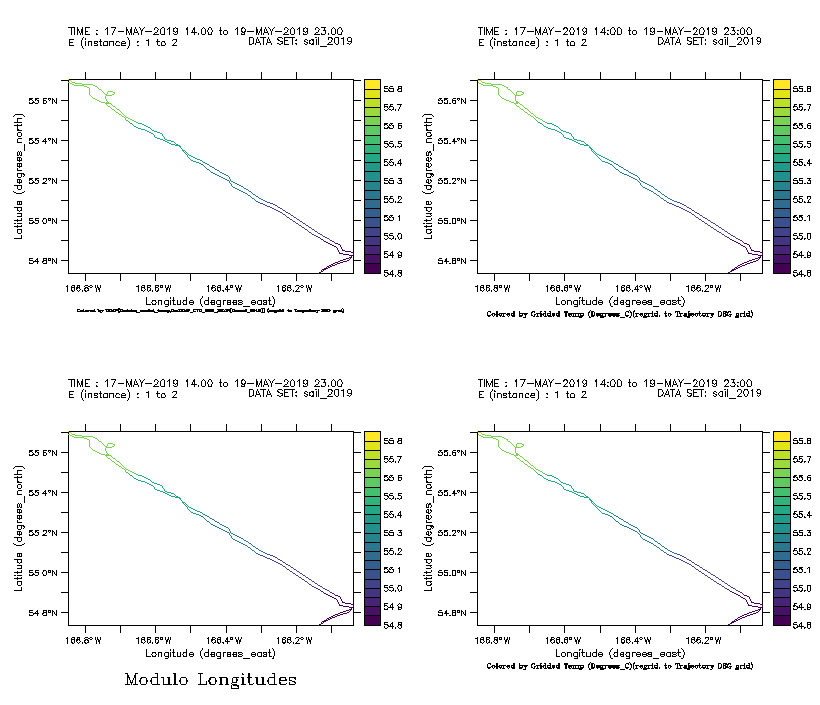 TIME : 17-MAY-2019 14:00 to 19-MAY-2019 23:00
E (instance) : 1 to 2
DATA SET: sail_2019
Latitude (degrees_north)
55.6°N
55.4°N
55.2°N
55.0°N
54.8°N
166.8°W 166.6°W 166.4°W 166.2°W
Longitude (degrees_east)
55.8
55.7
55.6
55.5
55.4
55.3
55.2
55.1
55.0
54.9
54.8
Colored by (regrid to Trajectory DSG grid)
TIME : 17-MAY-2019 14:00 to 19-MAY-2019 23:00
E (instance) : 1 to 2
DATA SET: sail_2019
Latitude (degrees_north)
55.6°N
55.4°N
55.2°N
55.0°N
54.8°N
166.8°W 166.6°W 166.4°W 166.2°W
Longitude (degrees_east)
55.8
55.7
55.6
55.5
55.4
55.3
55.2
55.1
55.0
54.9
54.8
Colored by Gridded Temp (Degrees_C)(regrid. to Trajectory DSG grid)
TIME : 17-MAY-2019 14:00 to 19-MAY-2019 23:00
E (instance) : 1 to 2
DATA SET: sail_2019
Latitude (degrees_north)
55.6°N
55.4°N
55.2°N
55.0°N
54.8°N
166.8°W 166.6°W 166.4°W 166.2°W
Longitude (degrees_east)
55.8
55.7
55.6
55.5
55.4
55.3
55.2
55.1
55.0
54.9
54.8
Modulo Longitudes
TIME : 17-MAY-2019 14:00 to 19-MAY-2019 23:00
E (instance) : 1 to 2
DATA SET: sail_2019
Latitude (degrees_north)
55.6°N
55.4°N
55.2°N
55.0°N
54.8°N
166.8°W 166.6°W 166.4°W 166.2°W
Longitude (degrees_east)
55.8
55.7
55.6
55.5
55.4
55.3
55.2
55.1
55.0
54.9
54.8
Colored by Gridded Temp (Degrees_C)(regrid. to Trajectory DSG grid)